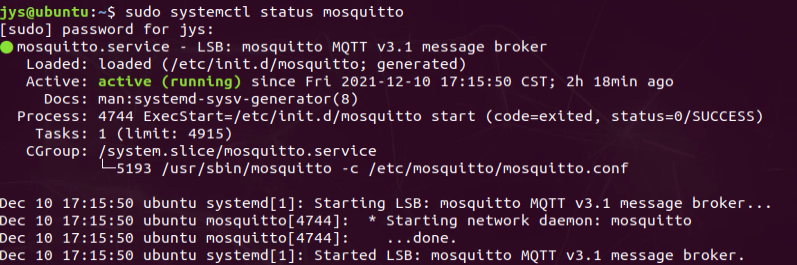 jys@ubuntu:~$ sudo systemctl status mosquitto
[sudo] password for jys:
● mosquitto.service - LSB: mosquitto MQTT v3.1 message broker
   Loaded: loaded (/etc/init.d/mosquitto; generated)
   Active: active (running) since Fri 2021-12-10 17:15:50 CST; 2h 18min ago
     Docs: man:systemd-sysv-generator(8)
  Process: 4744 ExecStart=/etc/init.d/mosquitto start (code=exited, status=0/SUCCESS)
    Tasks: 1 (limit: 4915)
   CGroup: /system.slice/mosquitto.service
           └─5193 /usr/sbin/mosquitto -c /etc/mosquitto/mosquitto.conf

Dec 10 17:15:50 ubuntu systemd[1]: Starting LSB: mosquitto MQTT v3.1 message broker...
Dec 10 17:15:50 ubuntu mosquitto[4744]:  * Starting network daemon: mosquitto
Dec 10 17:15:50 ubuntu mosquitto[4744]:    ...done.
Dec 10 17:15:50 ubuntu systemd[1]: Started LSB: mosquitto MQTT v3.1 message broker.